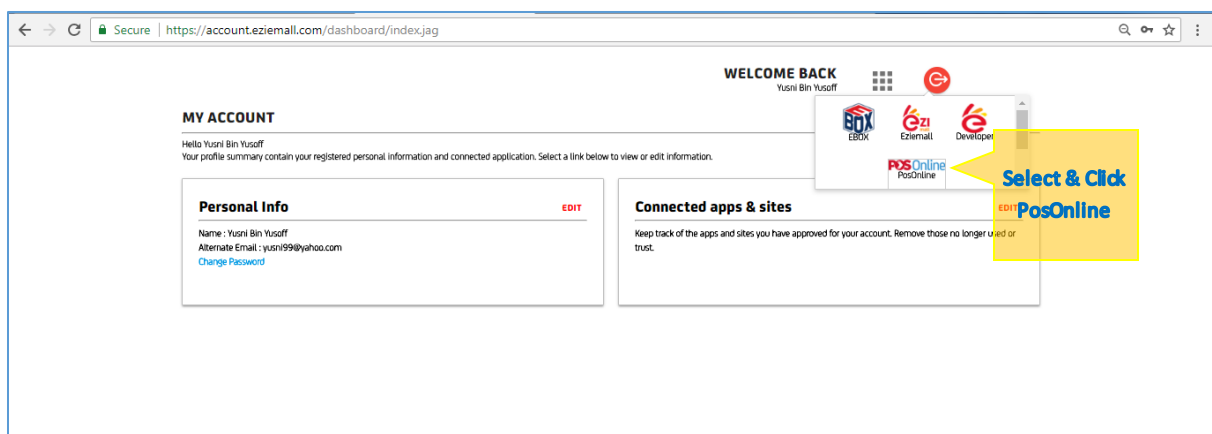 Secure | https://account.eziemall.com/dashboard/index.jag
WELCOME BACK
Yusni Bin Yusoff
MY ACCOUNT
Hello Yusni Bin Yusoff
Your profile summary contain your registered personal information and connected application. Select a link below to view or edit information.
EBOX
EZI
EBOX
Eziemall
Developer
POS Online
PosOnline
Select & Click
PosOnline
Personal Info
EDIT
Name : Yusni Bin Yusoff
Alternate Email : yusni99@yahoo.com
Change Password
Connected apps & sites
EDIT
Keep track of the apps and sites you have approved for your account. Remove those no longer used or
trust.